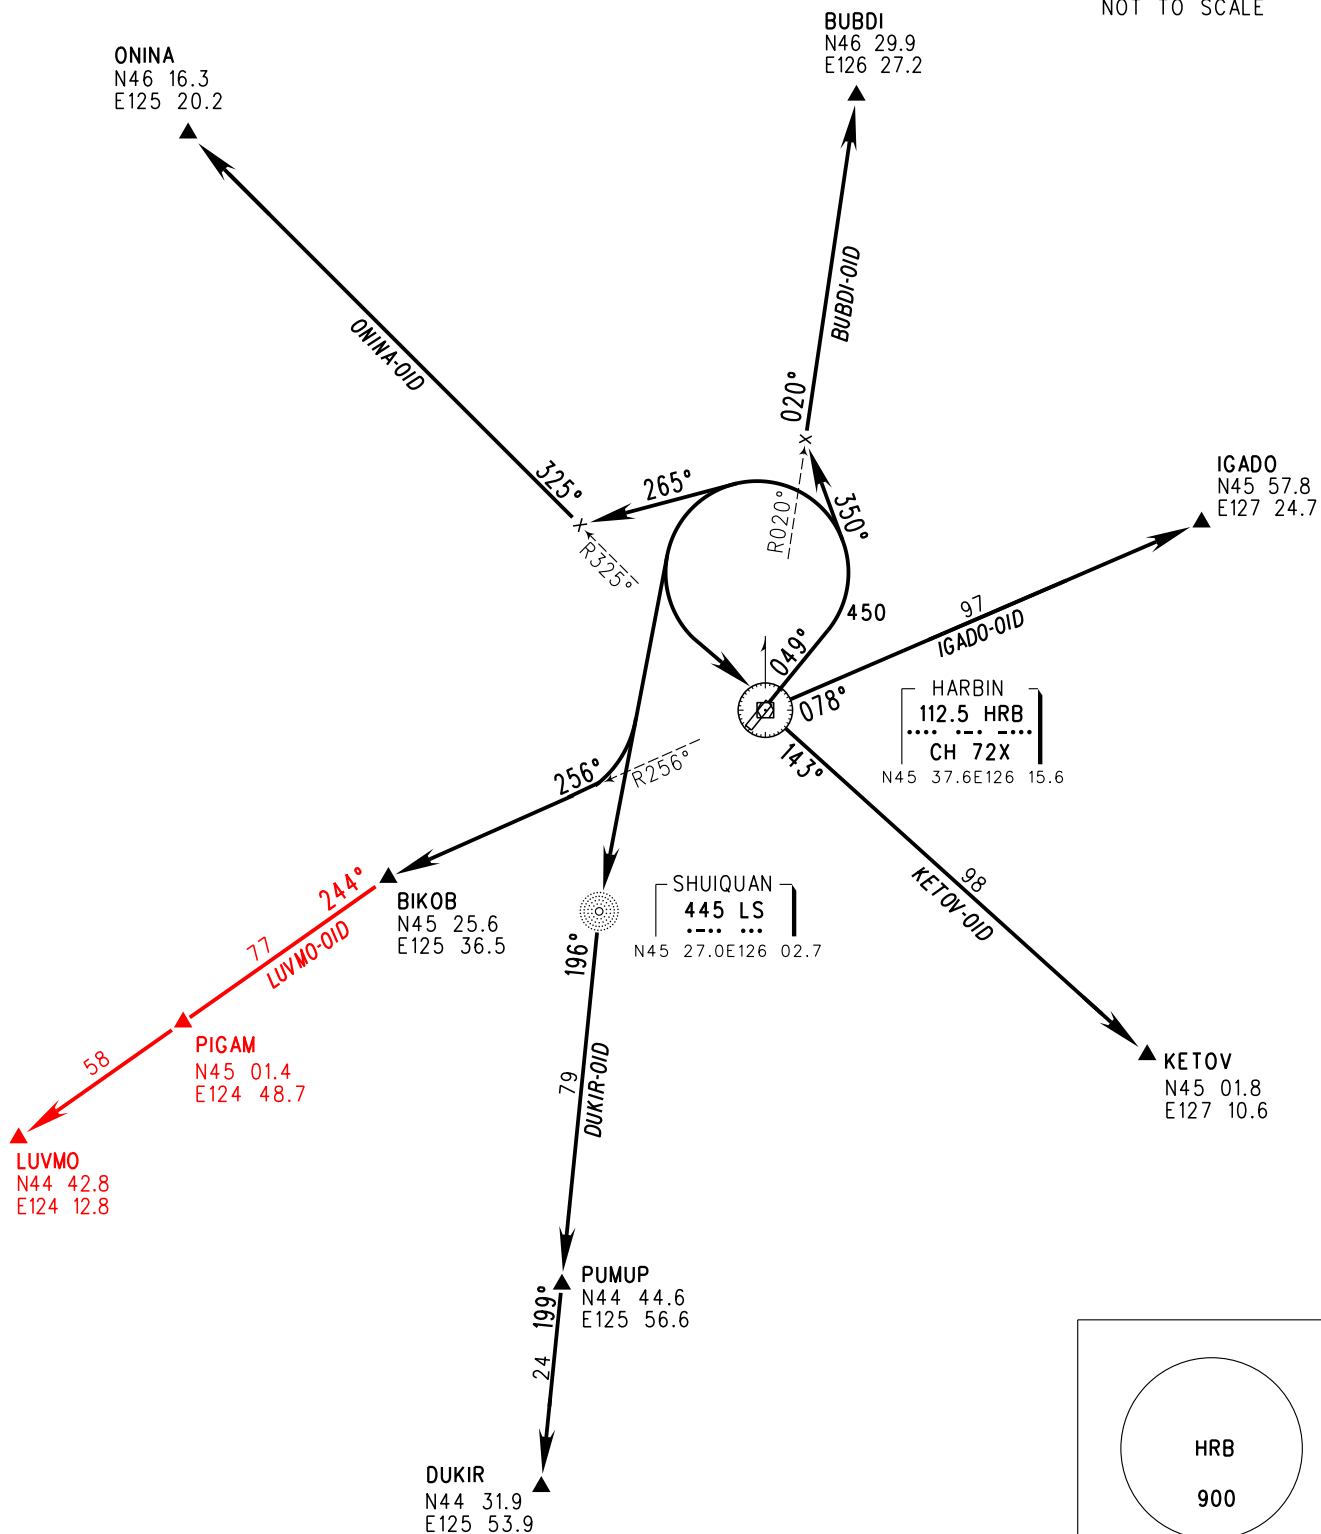 NOT TO SCALE
BUBDI
N46 29.9
E126 27.2
ONINA
N46 16.3
E125 20.2
BUBDI-01D
ONINA-01D
020°
IGADO
N45 57.8
E127 24.7
325°
265°
350°
R020°
R325°
450
97
IGADO-01D
049°
078°
HARBIN
112.5 HRB
CH 72X
N45 37.6E126 15.6
143°
256°
R256°
244°
BIKOB
N45 25.6
E125 36.5
SHUIQUAN
445 LS
N45 27.0E126 02.7
98
KETOV-01D
77
LUVMO-01D
196°
PIGAM
N45 01.4
E124 48.7
58
79
DUKIR-01D
KETOV
N45 01.8
E127 10.6
LUVMO
N44 42.8
E124 12.8
PUMUP
N44 44.6
E125 56.6
199°
24
HRB
900
DUKIR
N44 31.9
E125 53.9